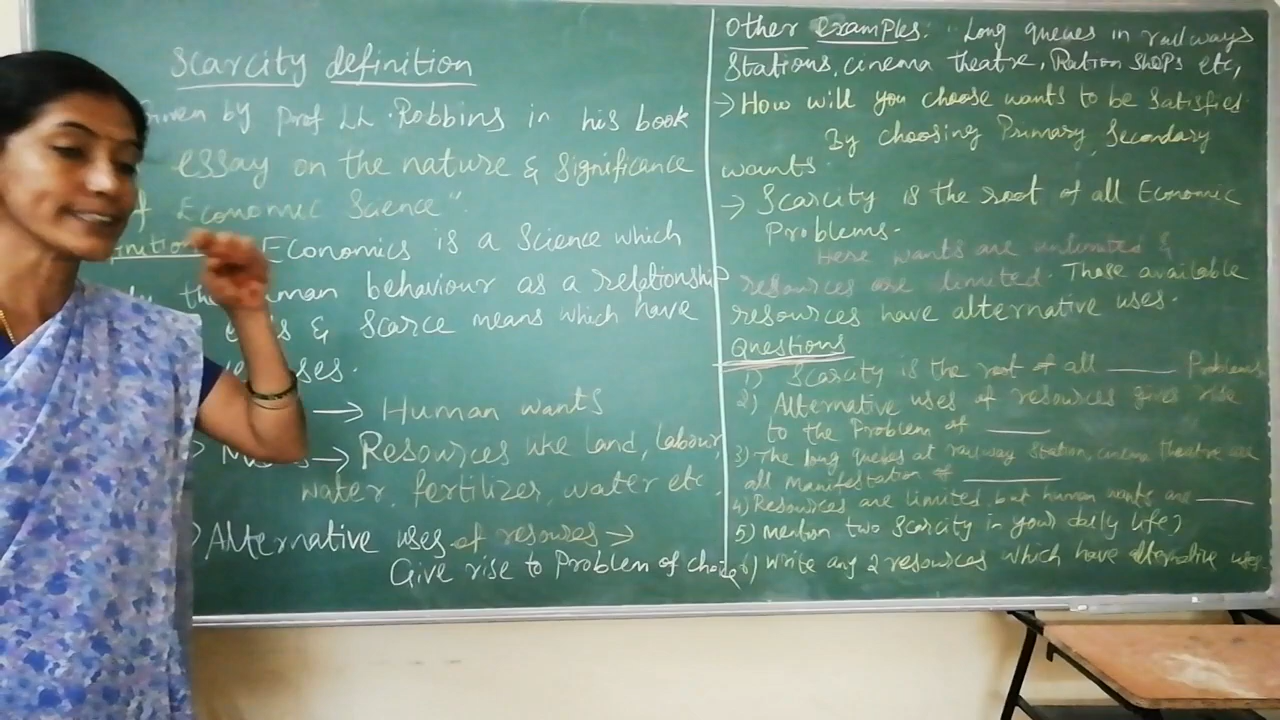 Scarcity definition
Given by Prof LL. Robbins in his book
essay on the nature & Significance
of Economic Science".
Economics is a Science which
the human behaviour as a relationship
& Scarce means which have
uses.
→ Human wants
→ Resources like land, labour,
water, fertilizer, water etc,
Alternative uses of resources →
Give rise to Problem of choice
Other examples: "Long queues in railways
Stations, cinema theatre, Ration Shops etc,
→ How will you choose wants to be Satisfied.
By choosing Primary, Secondary
wants.
→ Scarcity is the root of all Economic
Problems.
Here wants are unlimited &
resources are limited. Those available
resources have alternative uses.
Questions
1) Scarcity is the root of all ____ Problems
2) Alternative uses of resources gives rise
to the Problem of ____
3) The long queues at railway Station, cinema theatre are
all manifestation of ____
4) Resources are limited but human wants are ____
5) Mention two Scarcity in your daily life?
6) Write any 2 resources which have alternative uses.